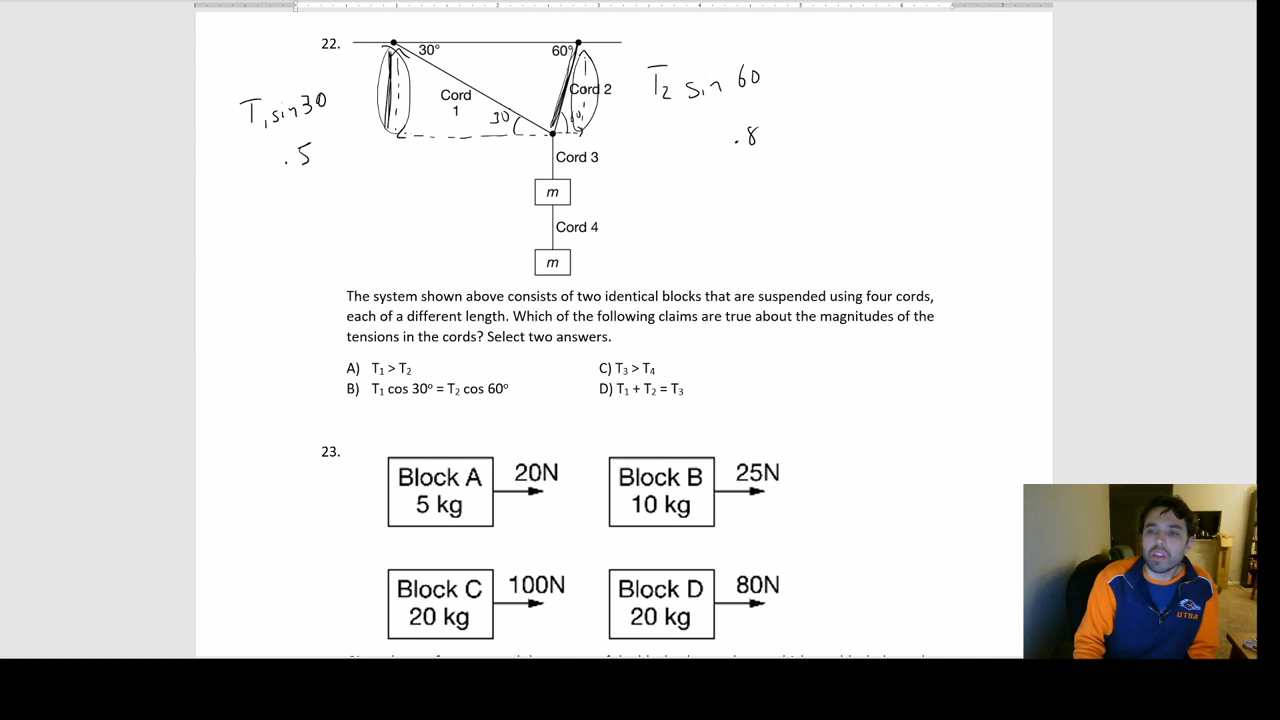 22.
30°
60°
Cord 2
Cord
1
30
T₁ sin 30
.5
T₂ sin 60
.8
Cord 3
m
Cord 4
m
The system shown above consists of two identical blocks that are suspended using four cords,
each of a different length. Which of the following claims are true about the magnitudes of the
tensions in the cords? Select two answers.
A) T₁ > T₂
C) T₃ > T₄
B) T₁ cos 30° = T₂ cos 60°
D) T₁ + T₂ = T₃
23.
Block A
5 kg
20N
Block B
10 kg
25N
Block C
20 kg
100N
Block D
20 kg
80N
UTSA